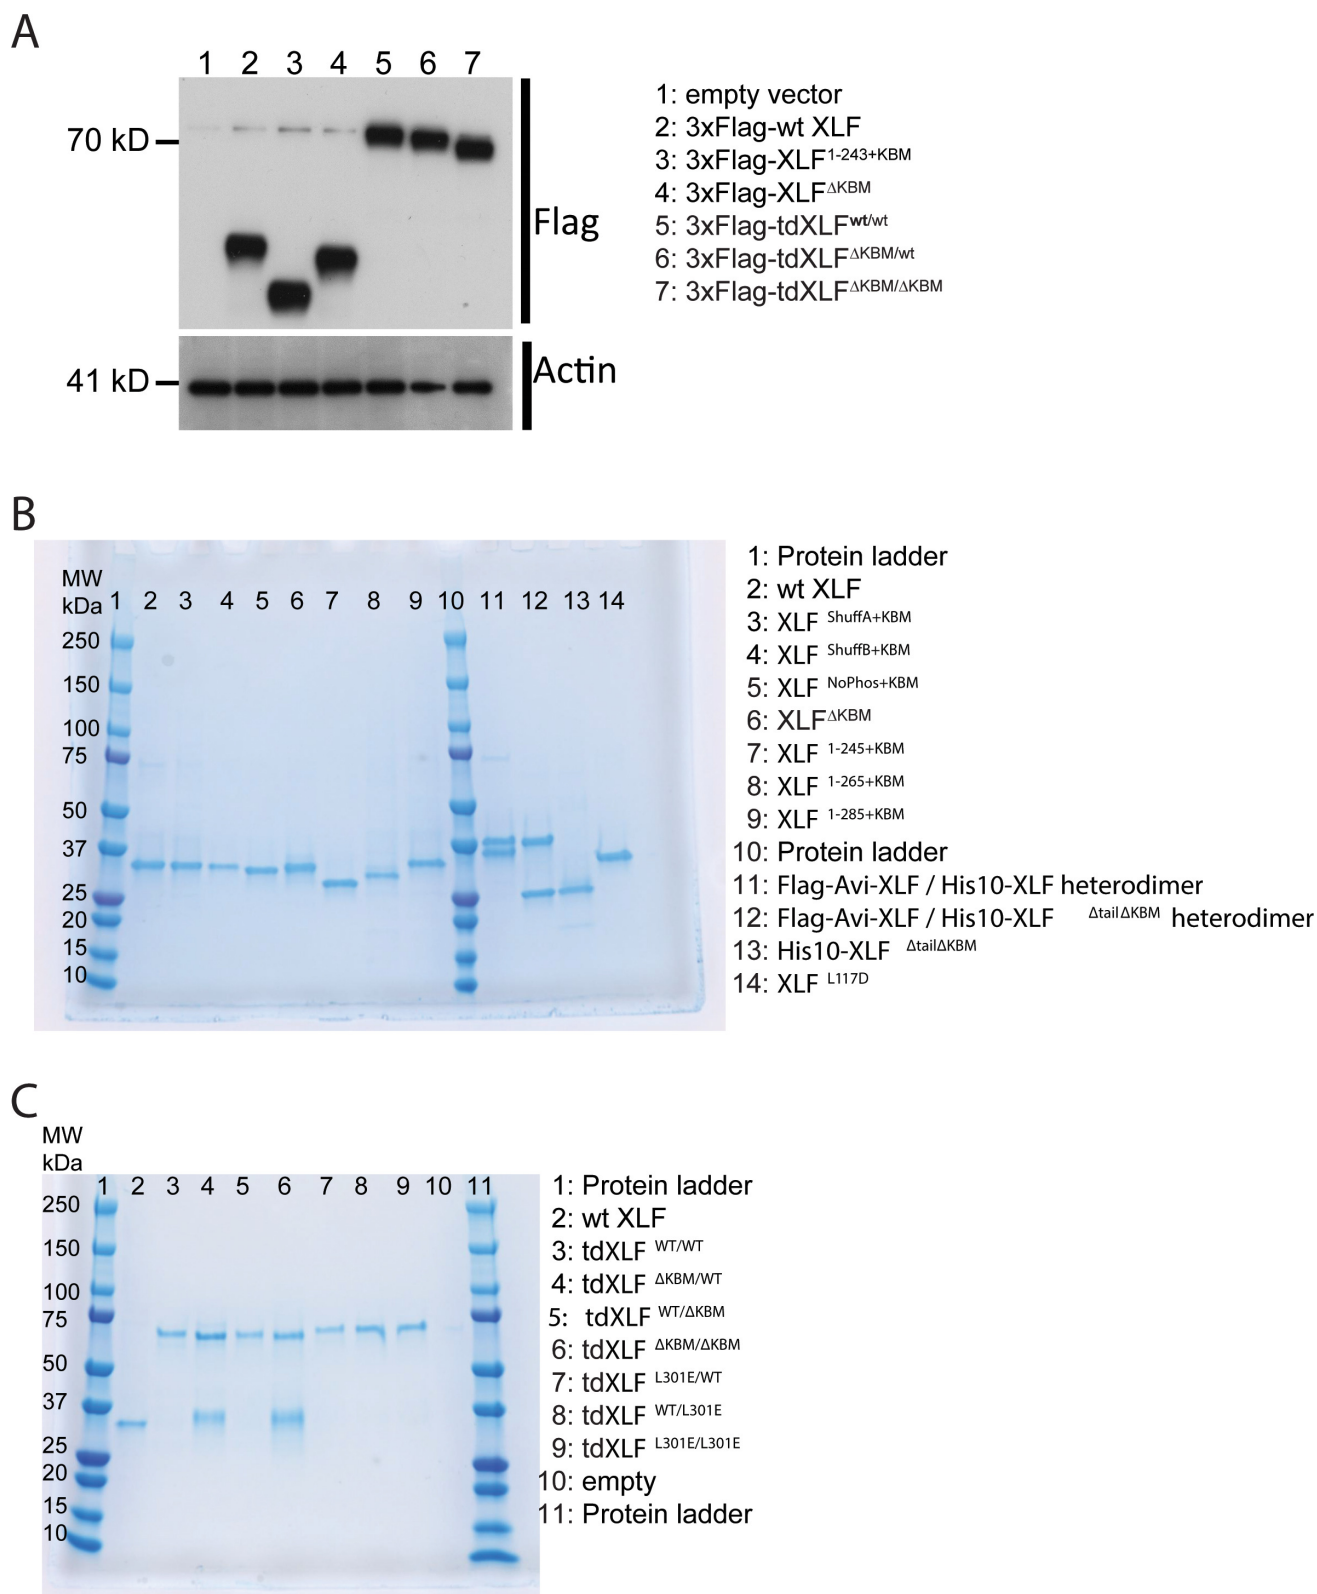 A
1 2 3 4 5 6 7
70 kD
Flag
41 kD
Actin
1: empty vector
2: 3xFlag-wt XLF
3: 3xFlag-XLF1-243+KBM
4: 3xFlag-XLFΔKBM
5: 3xFlag-tdXLFwt/wt
6: 3xFlag-tdXLFΔKBM/wt
7: 3xFlag-tdXLFΔKBM/ΔKBM
B
MW
kDa 1 2 3 4 5 6 7 8 9 10 11 12 13 14
250
150
100
75
50
37
25
20
15
10
1: Protein ladder
2: wt XLF
3: XLF ShuffA+KBM
4: XLF ShuffB+KBM
5: XLF NoPhos+KBM
6: XLFΔKBM
7: XLF 1-245+KBM
8: XLF 1-265+KBM
9: XLF 1-285+KBM
10: Protein ladder
11: Flag-Avi-XLF / His10-XLF heterodimer
12: Flag-Avi-XLF / His10-XLF ΔtailΔKBM heterodimer
13: His10-XLF ΔtailΔKBM
14: XLF L117D
C
MW
kDa
1 2 3 4 5 6 7 8 9 10 11
250
150
100
75
50
37
25
20
15
10
1: Protein ladder
2: wt XLF
3: tdXLF WT/WT
4: tdXLF ΔKBM/WT
5: tdXLF WT/ΔKBM
6: tdXLF ΔKBM/ΔKBM
7: tdXLF L301E/WT
8: tdXLF WT/L301E
9: tdXLF L301E/L301E
10: empty
11: Protein ladder